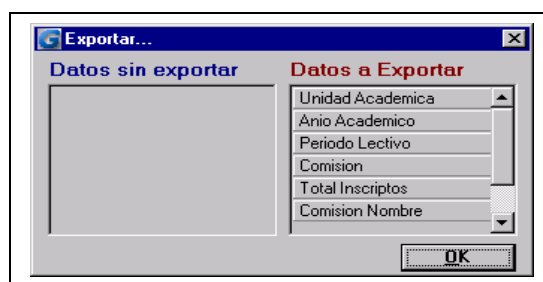 Exportar...
Datos sin exportar
Datos a Exportar
Unidad Academica
Anio Academico
Periodo Lectivo
Comision
Total Inscriptos
Comision Nombre
OK